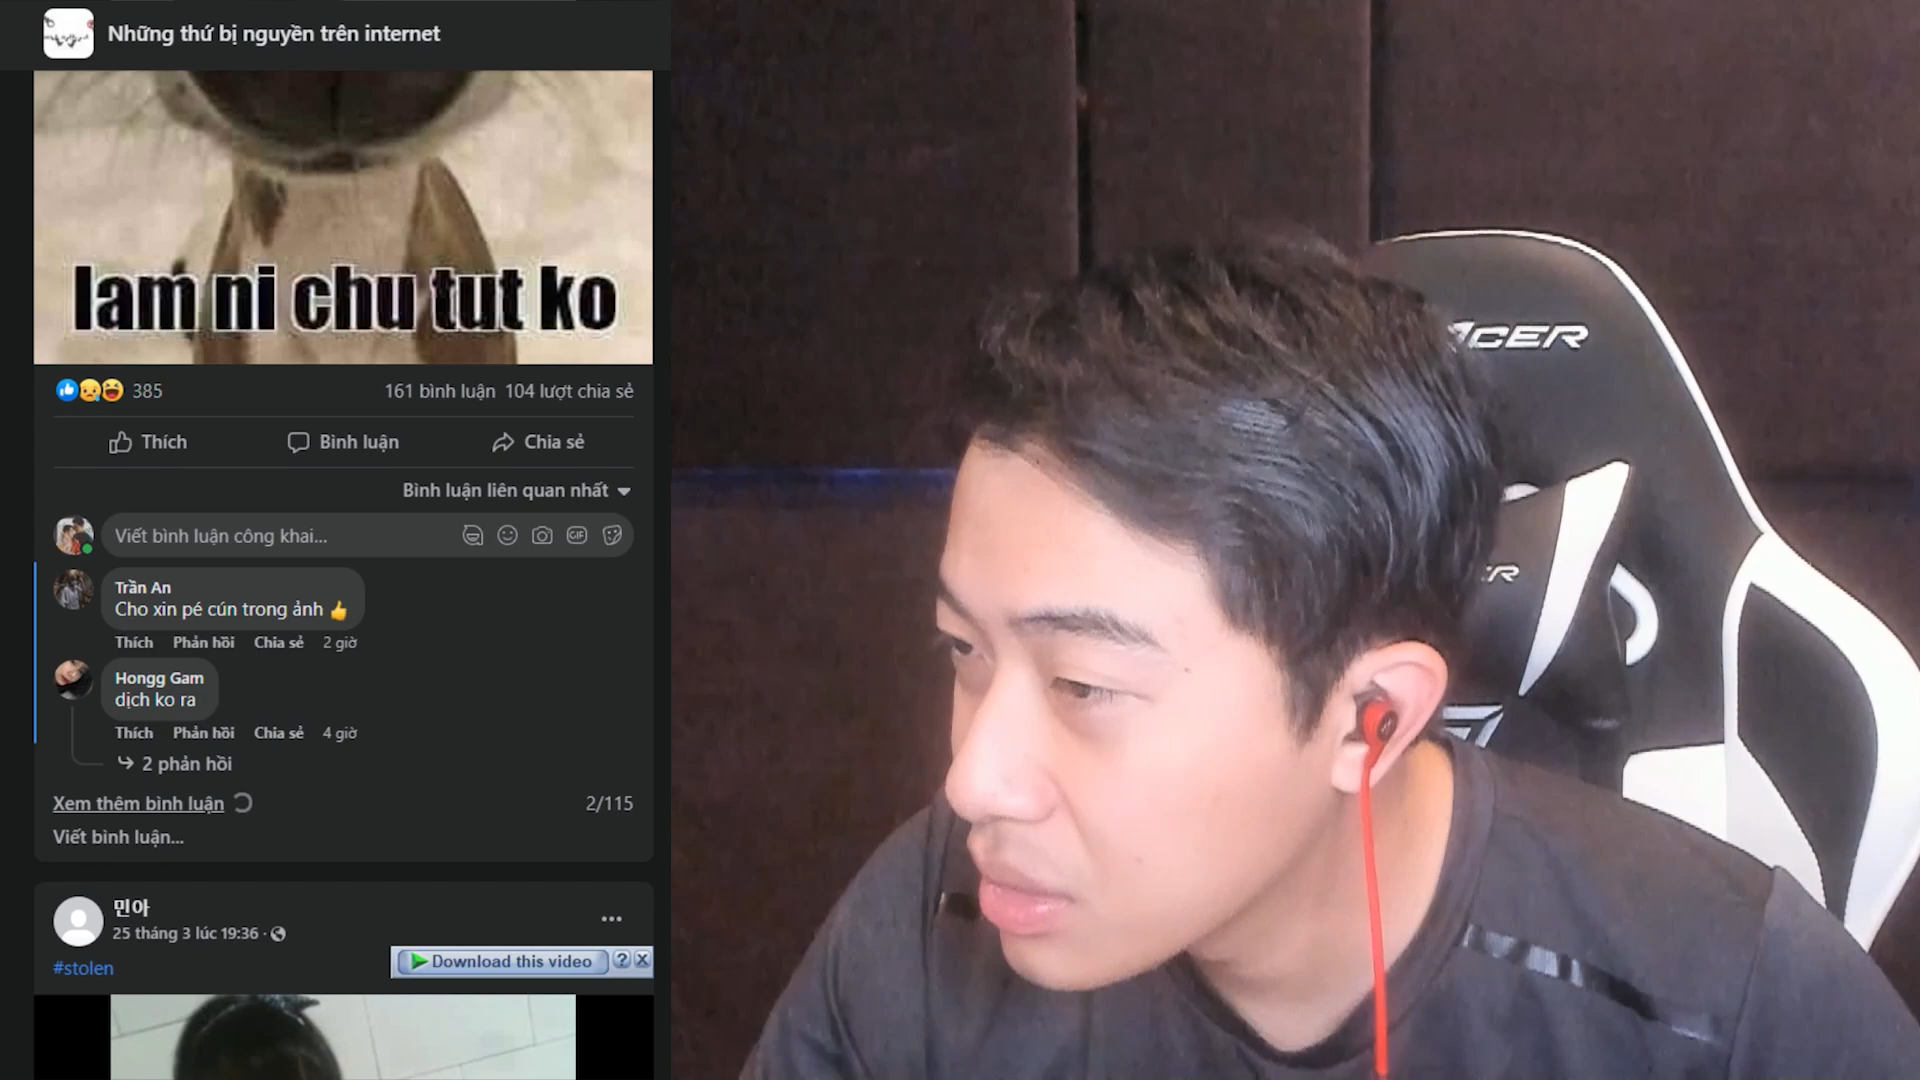 Những thứ bị nguyền trên internet
lam ni chu tut ko
385
161 bình luận 104 lượt chia sẻ
Thích
Bình luận
Chia sẻ
Bình luận liên quan nhất
Viết bình luận công khai...
GIF
Trần An
Cho xin pé cún trong ảnh 👍
Thích Phản hồi Chia sẻ 2 giờ
Hongg Gam
dịch ko ra
Thích Phản hồi Chia sẻ 4 giờ
2 phản hồi
Xem thêm bình luận
2/115
Viết bình luận...
민아
25 tháng 3 lúc 19:36 ·
#stolen
Download this video ? X